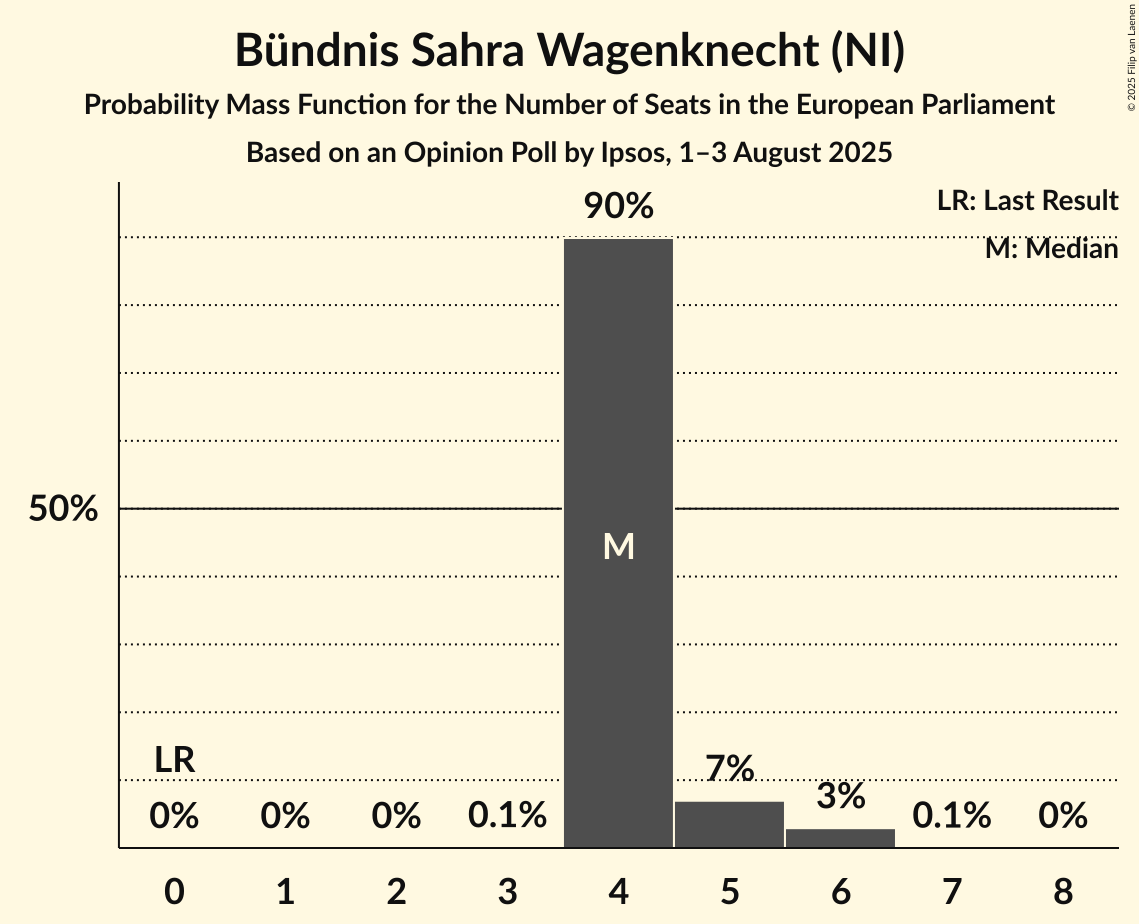 Bündnis Sahra Wagenknecht (NI)
Probability Mass Function for the Number of Seats in the European Parliament
Based on an Opinion Poll by Ipsos, 1–3 August 2025
© 2025 Filip van Laenen
LR: Last Result
M: Median
90%
50%
M
LR
7%
3%
0% 0% 0% 0.1% 0.1% 0%
0 1 2 3 4 5 6 7 8